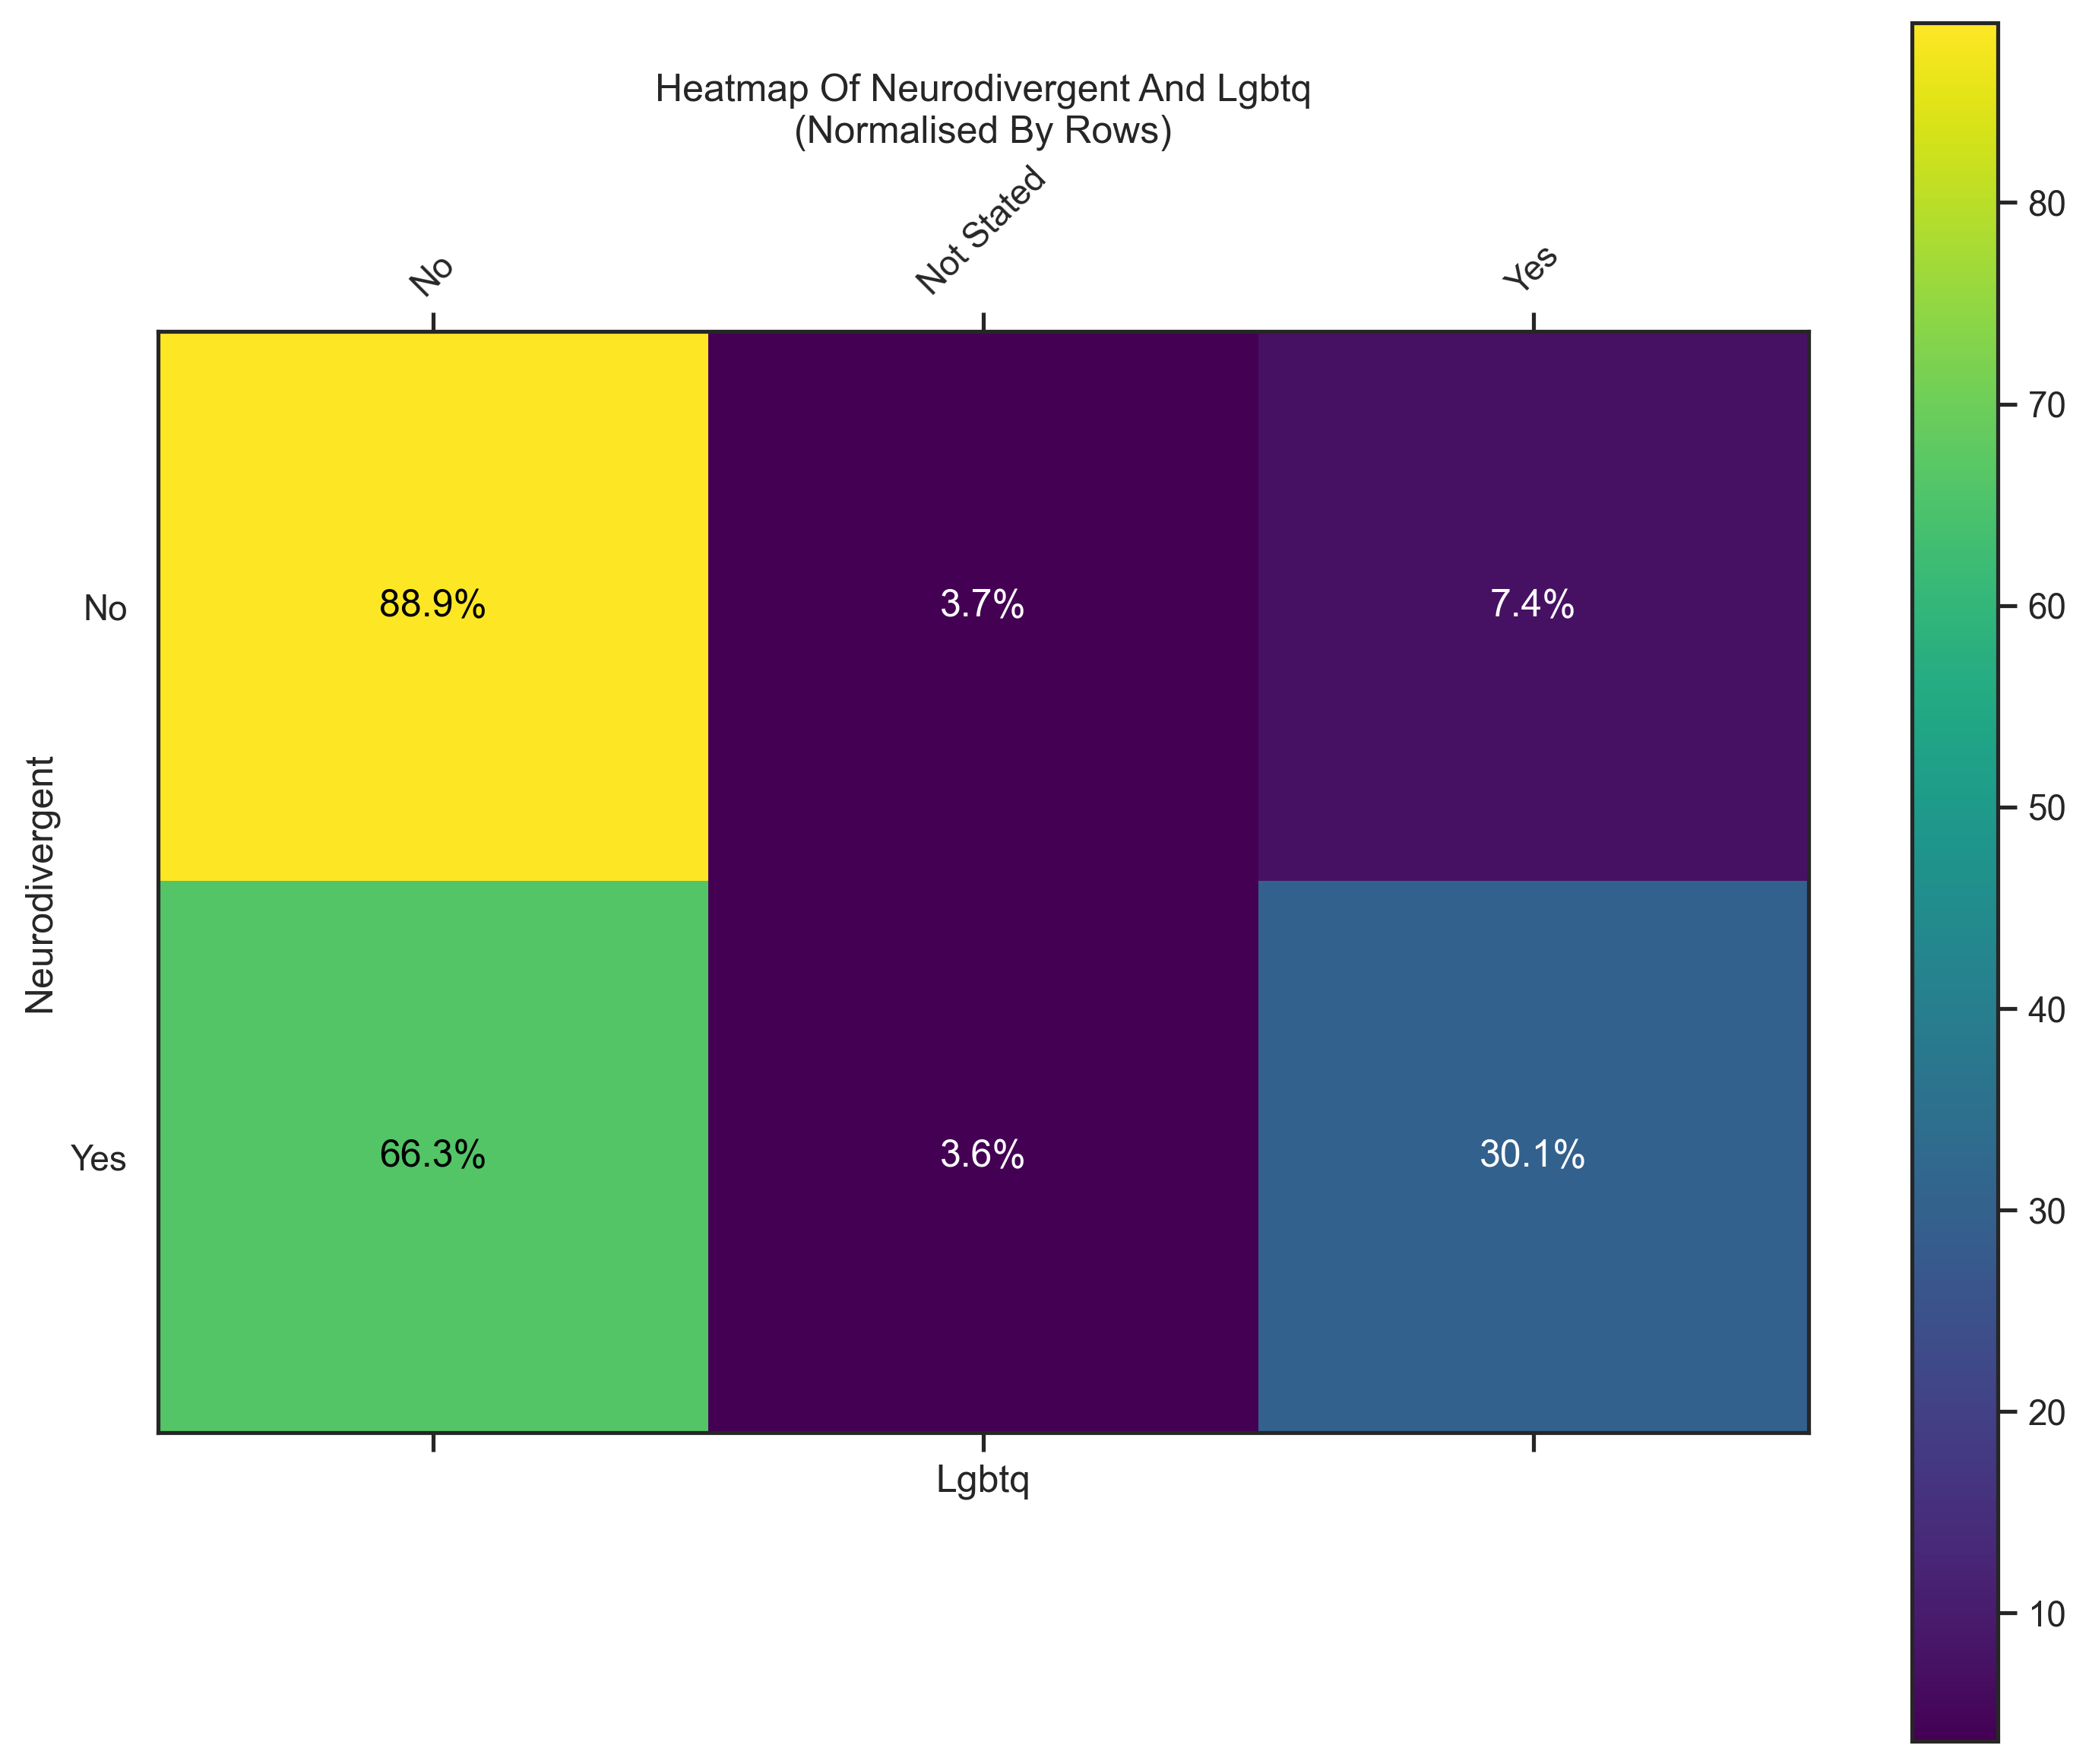 Heatmap Of Neurodivergent And Lgbtq
(Normalised By Rows)
No
Not Stated
Yes
Neurodivergent
No
88.9%
3.7%
7.4%
Yes
66.3%
3.6%
30.1%
Lgbtq
80
70
60
50
40
30
20
10